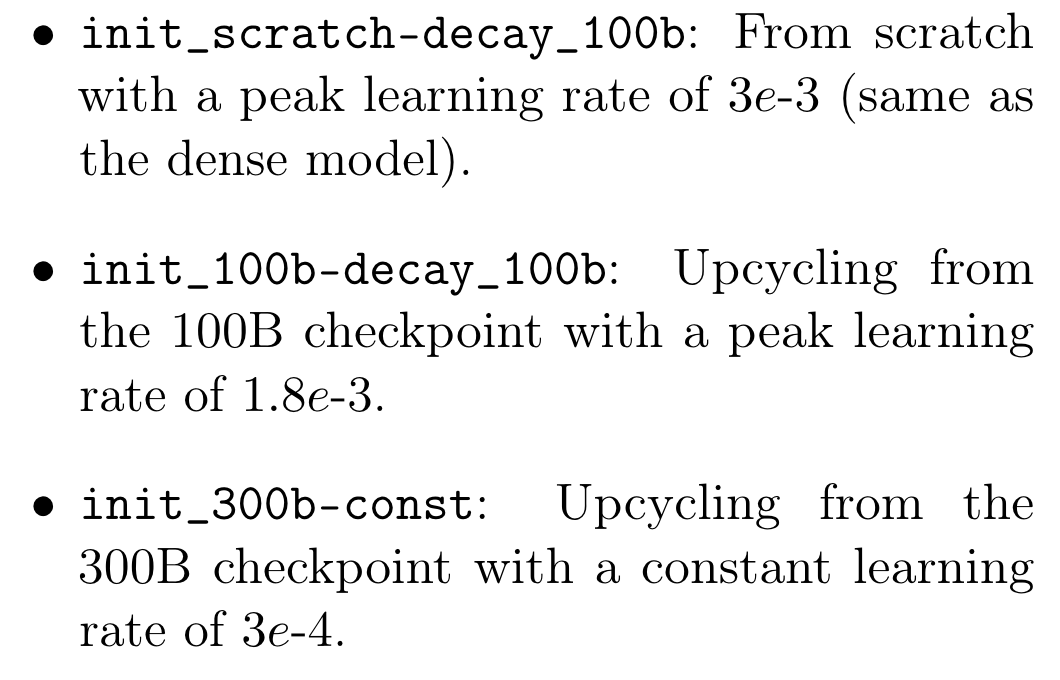 • init_scratch-decay_100b: From scratch
with a peak learning rate of 3e-3 (same as
the dense model).
• init_100b-decay_100b: Upcycling from
the 100B checkpoint with a peak learning
rate of 1.8e-3.
• init_300b-const: Upcycling from the
300B checkpoint with a constant learning
rate of 3e-4.